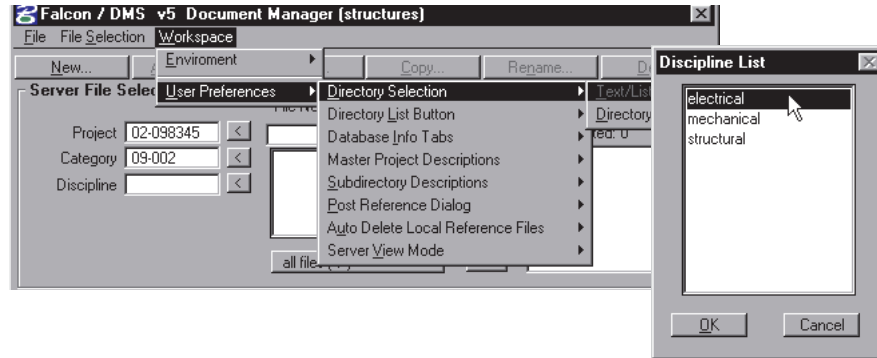 Falcon / DMS v5 Document Manager (structures)
File File Selection Workspace
New... Copy... Rename...
Enviroment
User Preferences
Server File Selec
Directory Selection
Directory List Button
Database Info Tabs
Master Project Descriptions
Subdirectory Descriptions
Post Reference Dialog
Auto Delete Local Reference Files
Server View Mode
Text/List
Directory
Project 02-098345 <
Category 09-002 <
Discipline <
all files
Discipline List
electrical
mechanical
structural
OK Cancel